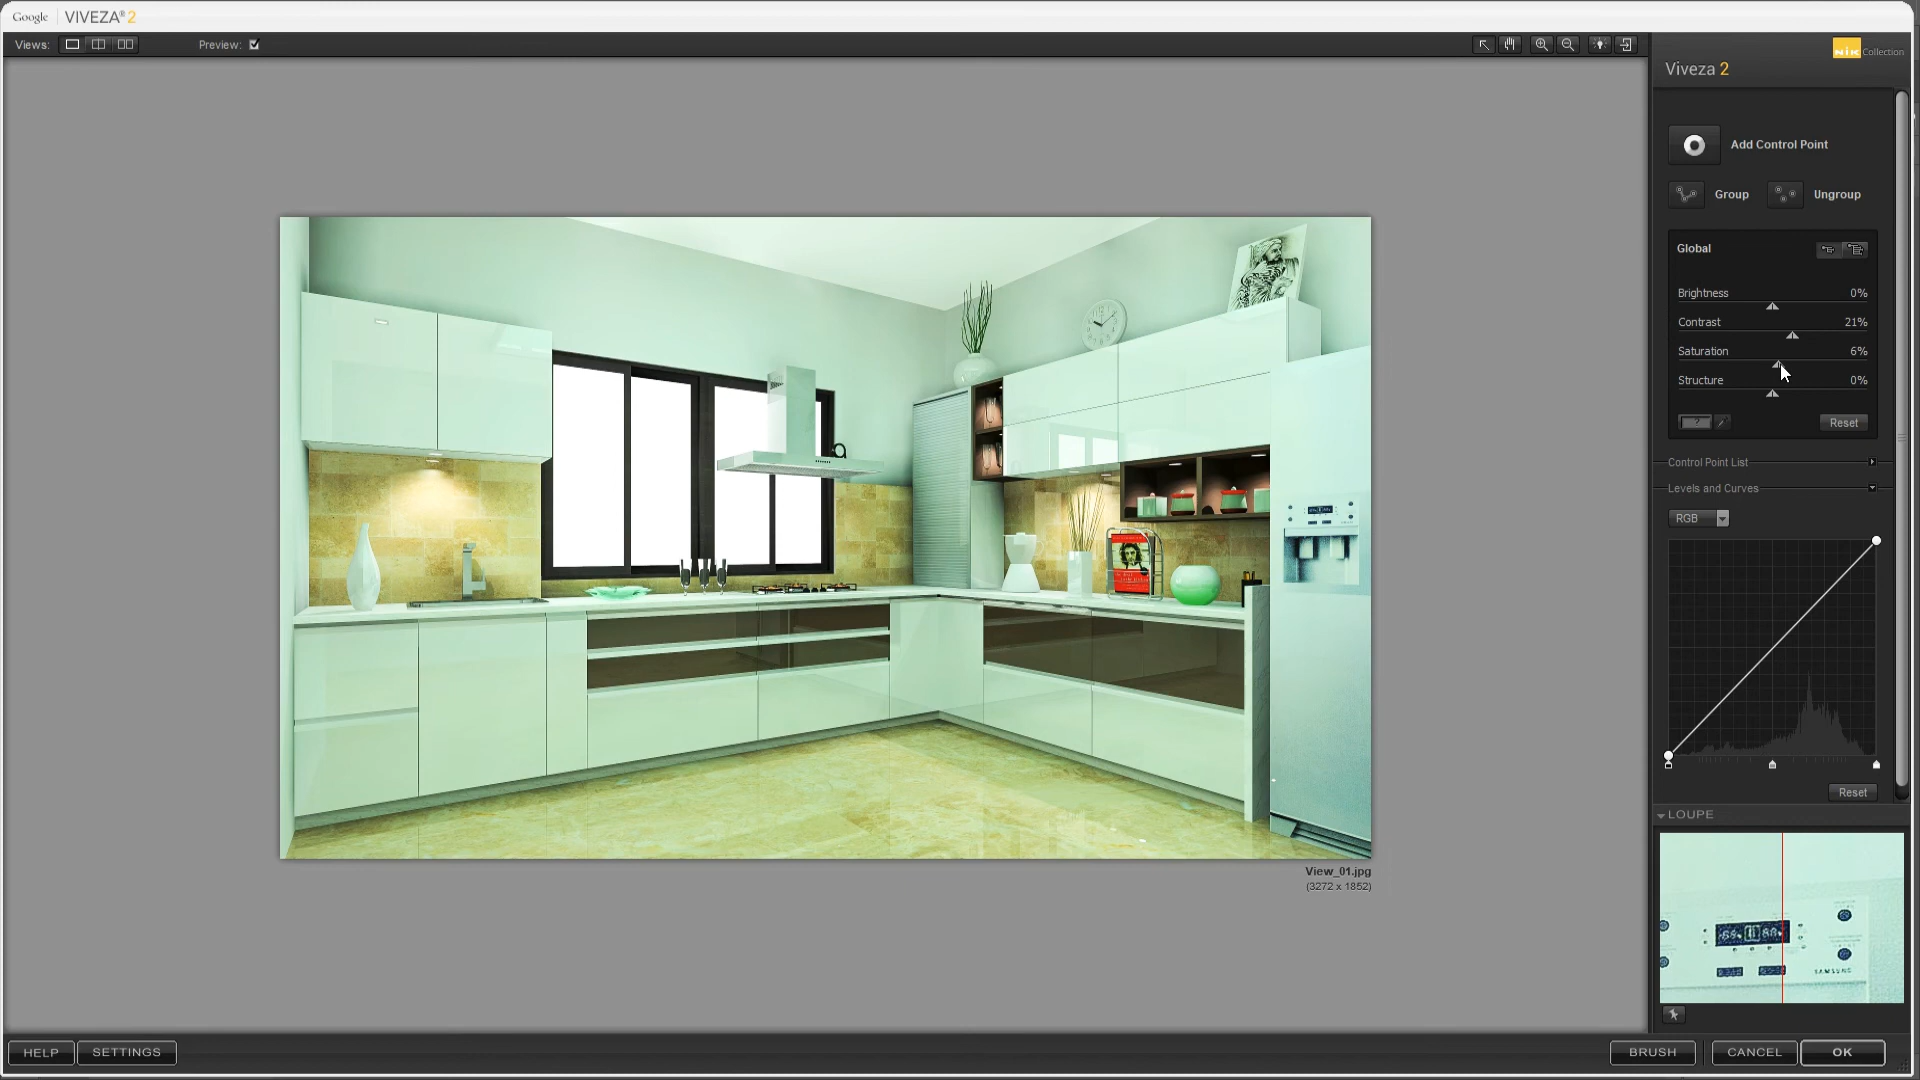 Google VIVEZA® 2
Views:
Preview:
Nik Collection
Viveza 2
Add Control Point
Group
Ungroup
Global
Brightness 0%
Contrast 21%
Saturation 6%
Structure 0%
?
Reset
Control Point List
Levels and Curves
RGB
Reset
LOUPE
SAMSUNG
View_01.jpg
(3272 x 1852)
HELP
SETTINGS
BRUSH
CANCEL
OK